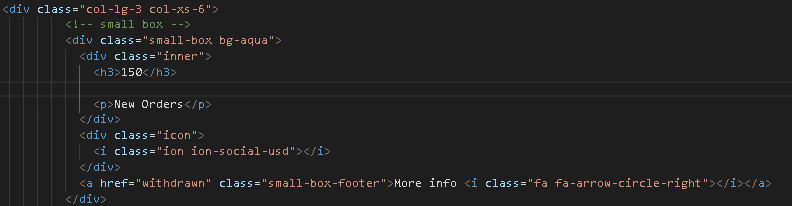 <div class="col-lg-3 col-xs-6">
<!-- small box -->
<div class="small-box bg-aqua">
<div class="inner">
<h3>150</h3>
<p>New Orders</p>
</div>
<div class="icon">
<i class="ion ion-social-usd"></i>
</div>
<a href="withdrawn" class="small-box-footer">More info <i class="fa fa-arrow-circle-right"></i></a>
</div>